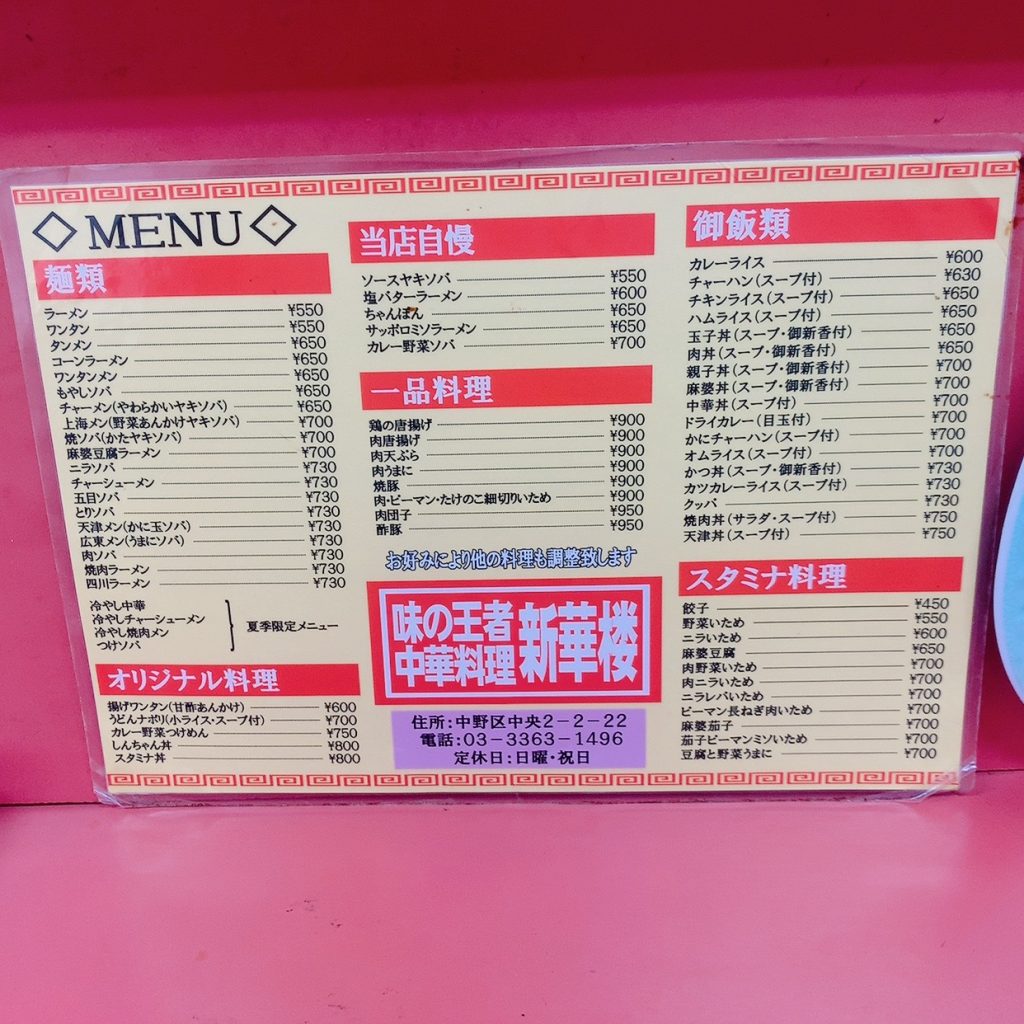 ◇MENU◇
麺類
ラーメン ¥550
ワンタン ¥550
タンメン ¥650
コーンラーメン ¥650
ワンタンメン ¥650
もやしソバ ¥650
チャーメン(やわらかいヤキソバ) ¥650
上海メン(野菜あんかけヤキソバ) ¥700
焼ソバ(かたヤキソバ) ¥700
麻婆豆腐ラーメン ¥700
ニラソバ ¥730
チャーシューメン ¥730
五目ソバ ¥730
とりソバ ¥730
天津メン(かに玉ソバ) ¥730
広東メン(うまにソバ) ¥730
肉ソバ ¥730
焼肉ラーメン ¥730
四川ラーメン ¥730
冷やし中華
冷やしチャーシューメン
冷やし焼肉メン
つけソバ
夏季限定メニュー
オリジナル料理
揚げワンタン(甘酢あんかけ) ¥600
うどんナポリ(小ライス・スープ付) ¥700
カレー野菜つけめん ¥750
しんちゃん丼 ¥800
スタミナ丼 ¥800
当店自慢
ソースヤキソバ ¥550
塩バターラーメン ¥600
ちゃんぽん ¥650
サッポロミソラーメン ¥650
カレー野菜ソバ ¥700
一品料理
鶏の唐揚げ ¥900
肉唐揚げ ¥900
肉天ぷら ¥900
肉うまに ¥900
焼豚 ¥900
肉・ピーマン・たけのこ細切りいため ¥900
肉団子 ¥950
酢豚 ¥950
お好みにより他の料理も調整致します
味の王者
中華料理
新華楼
住所:中野区中央2-2-22
電話:03-3363-1496
定休日:日曜・祝日
御飯類
カレーライス ¥600
チャーハン(スープ付) ¥630
チキンライス(スープ付) ¥650
ハムライス(スープ付) ¥650
玉子丼(スープ・御新香付) ¥650
肉丼(スープ・御新香付) ¥650
親子丼(スープ・御新香付) ¥700
麻婆丼(スープ・御新香付) ¥700
中華丼(スープ付) ¥700
ドライカレー(目玉付) ¥700
かにチャーハン(スープ付) ¥700
オムライス(スープ付) ¥700
かつ丼(スープ・御新香付) ¥730
カツカレーライス(スープ付) ¥730
クッパ ¥730
焼肉丼(サラダ・スープ付) ¥750
天津丼(スープ付) ¥750
スタミナ料理
餃子 ¥450
野菜いため ¥550
ニラいため ¥600
麻婆豆腐 ¥650
肉野菜いため ¥700
肉ニラいため ¥700
ニラレバいため ¥700
ピーマン長ねぎ肉いため ¥700
麻婆茄子 ¥700
茄子ピーマンミソいため ¥700
豆腐と野菜うまに ¥700